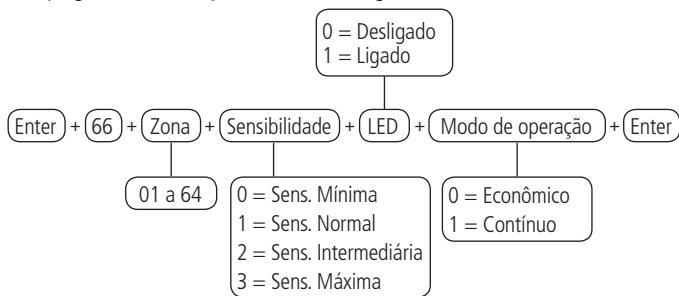 0 = Desligado
1 = Ligado
Enter + 66 + Zona + Sensibilidade + LED + Modo de operação + Enter
01 a 64
0 = Sens. Mínima
1 = Sens. Normal
2 = Sens. Intermediária
3 = Sens. Máxima
0 = Econômico
1 = Contínuo